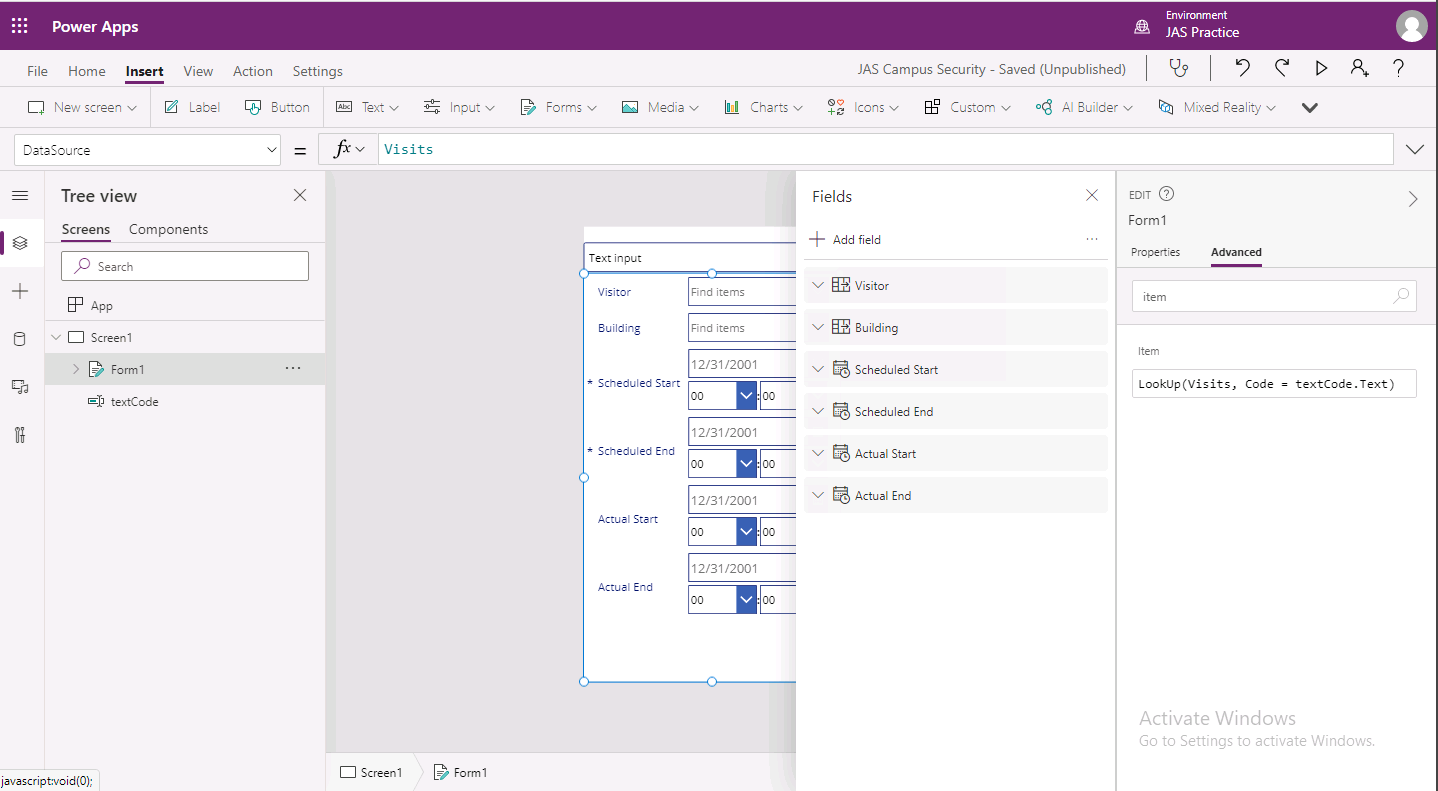 Power Apps
Environment
JAS Practice
File Home Insert View Action Settings
JAS Campus Security - Saved (Unpublished)
New screen Label Button Text Input Forms Media Charts Icons Custom AI Builder Mixed Reality
Abc
DataSource = fx Visits
Tree view
Screens Components
Search
App
Screen1
Form1 ...
textCode
Text input
Visitor Find items
Building Find items
12/31/2001
* Scheduled Start
00 : 00
12/31/2001
* Scheduled End
00 : 00
12/31/2001
Actual Start
00 : 00
12/31/2001
Actual End
00 : 00
Fields
Add field ...
Visitor
Building
Scheduled Start
Scheduled End
Actual Start
Actual End
EDIT ?
Form1
Properties Advanced
item
Item
LookUp(Visits, Code = textCode.Text)
Activate Windows
Go to Settings to activate Windows.
Screen1 Form1
javascript:void(0);